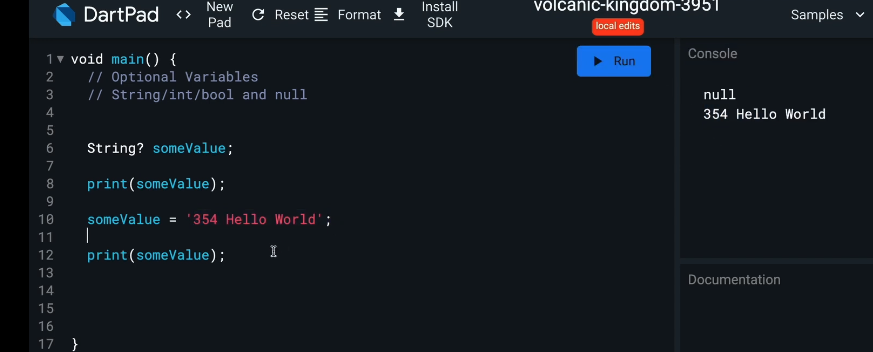 DartPad
<>
New Pad
Reset
Format
Install SDK
volcanic-kingdom-3951
local edits
Samples
1 void main() {
2 // Optional Variables
3 // String/int/bool and null
4
5
6 String? someValue;
7
8 print(someValue);
9
10 someValue = '354 Hello World';
11
12 print(someValue);
13
14
15
16
17 }
Run
Console
null
354 Hello World
Documentation